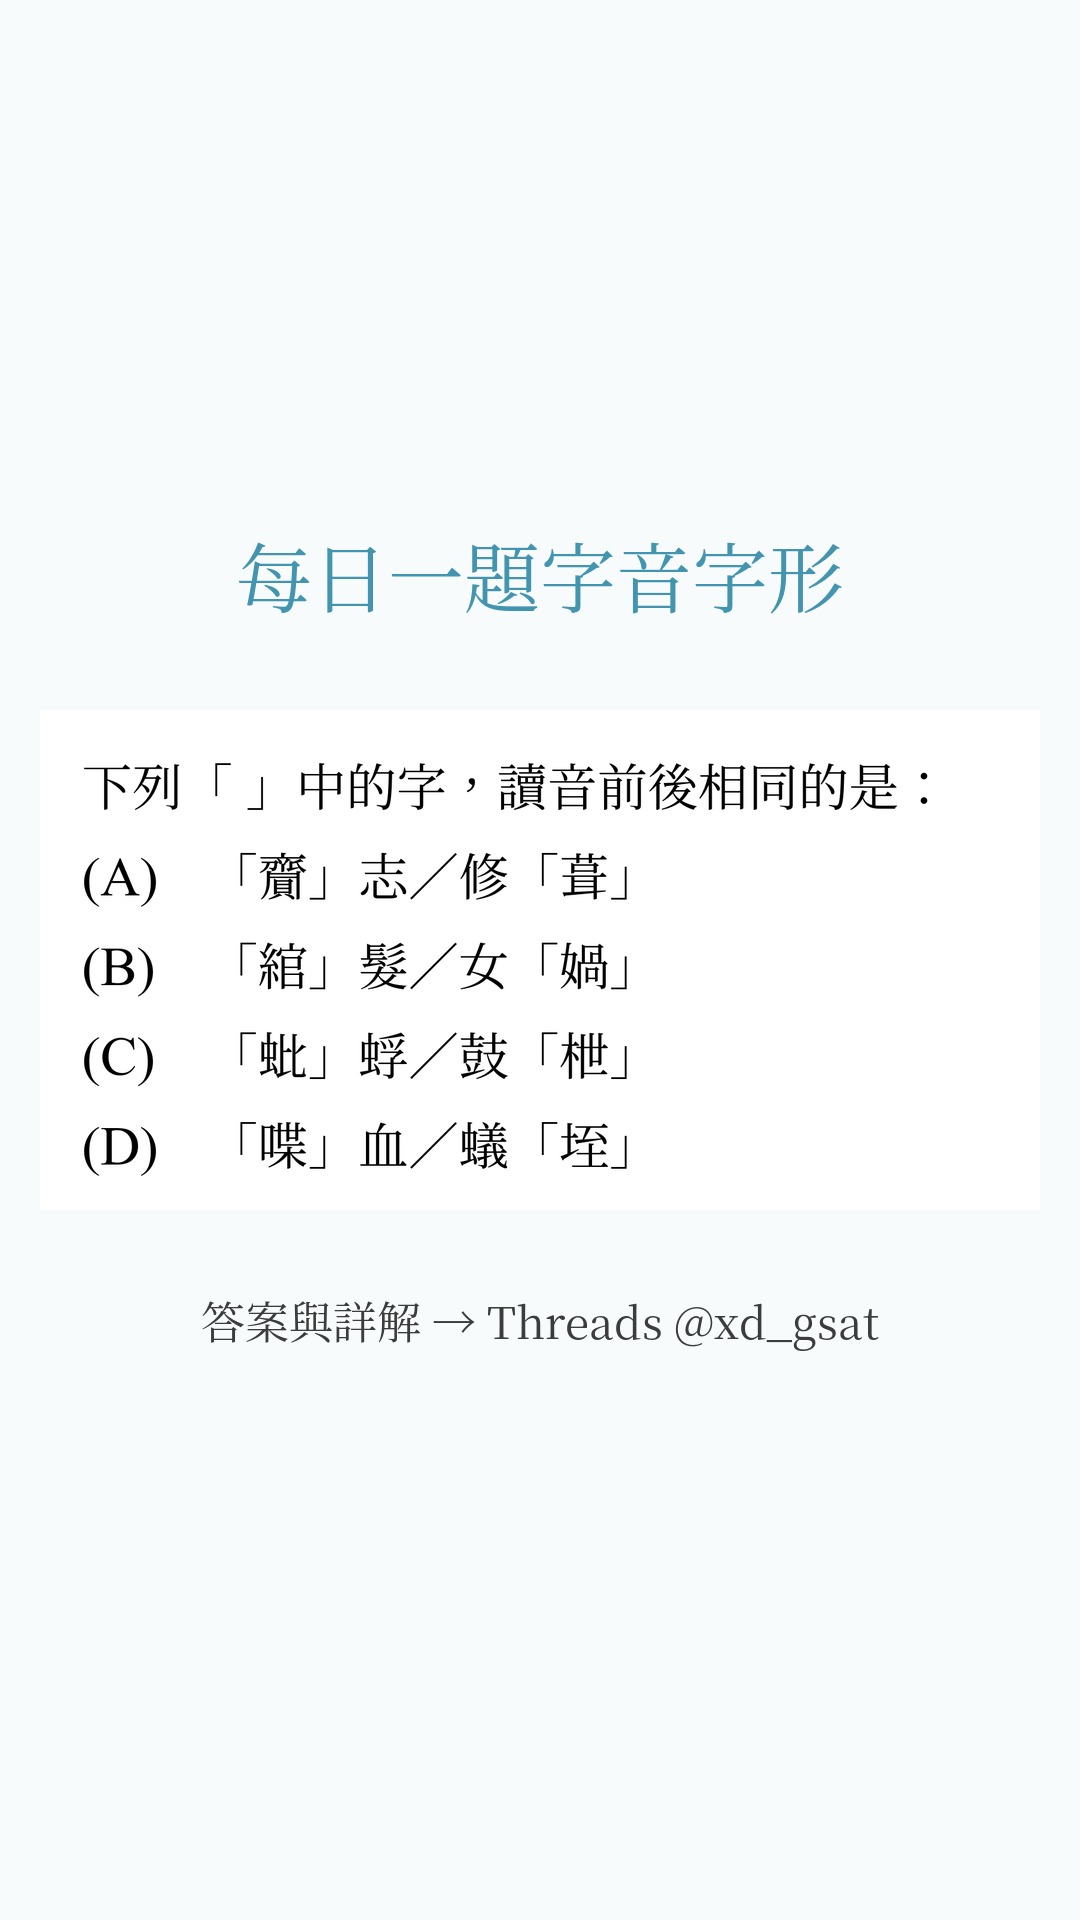 每日一題字音字形
下列「 」中的字，讀音前後相同的是：
(A) 「齎」志／修「葺」
(B) 「綰」髮／女「媧」
(C) 「蚍」蜉／鼓「枻」
(D) 「喋」血／蟻「垤」
答案與詳解 → Threads @xd_gsat